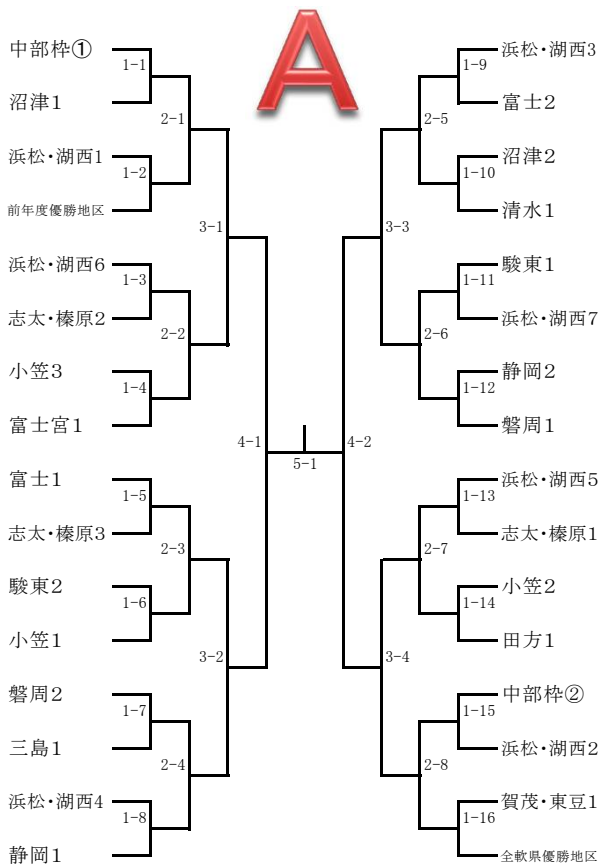 A
中部枠①
1-1
沼津1
2-1
浜松・湖西1
1-2
前年度優勝地区
3-1
浜松・湖西6
1-3
志太・榛原2
2-2
小笠3
1-4
富士宮1
4-1
富士1
1-5
志太・榛原3
2-3
駿東2
1-6
小笠1
3-2
磐周2
1-7
三島1
2-4
浜松・湖西4
1-8
静岡1
5-1
浜松・湖西3
1-9
富士2
2-5
沼津2
1-10
清水1
3-3
駿東1
1-11
浜松・湖西7
2-6
静岡2
1-12
磐周1
4-2
浜松・湖西5
1-13
志太・榛原1
2-7
小笠2
1-14
田方1
3-4
中部枠②
1-15
浜松・湖西2
2-8
賀茂・東豆1
1-16
全軟県優勝地区